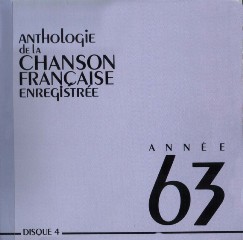 ANTHOLOGIE
DE LA
CHANSON
FRANÇAISE
ENREGISTRÉE
ANNÉE
63
DISQUE 4